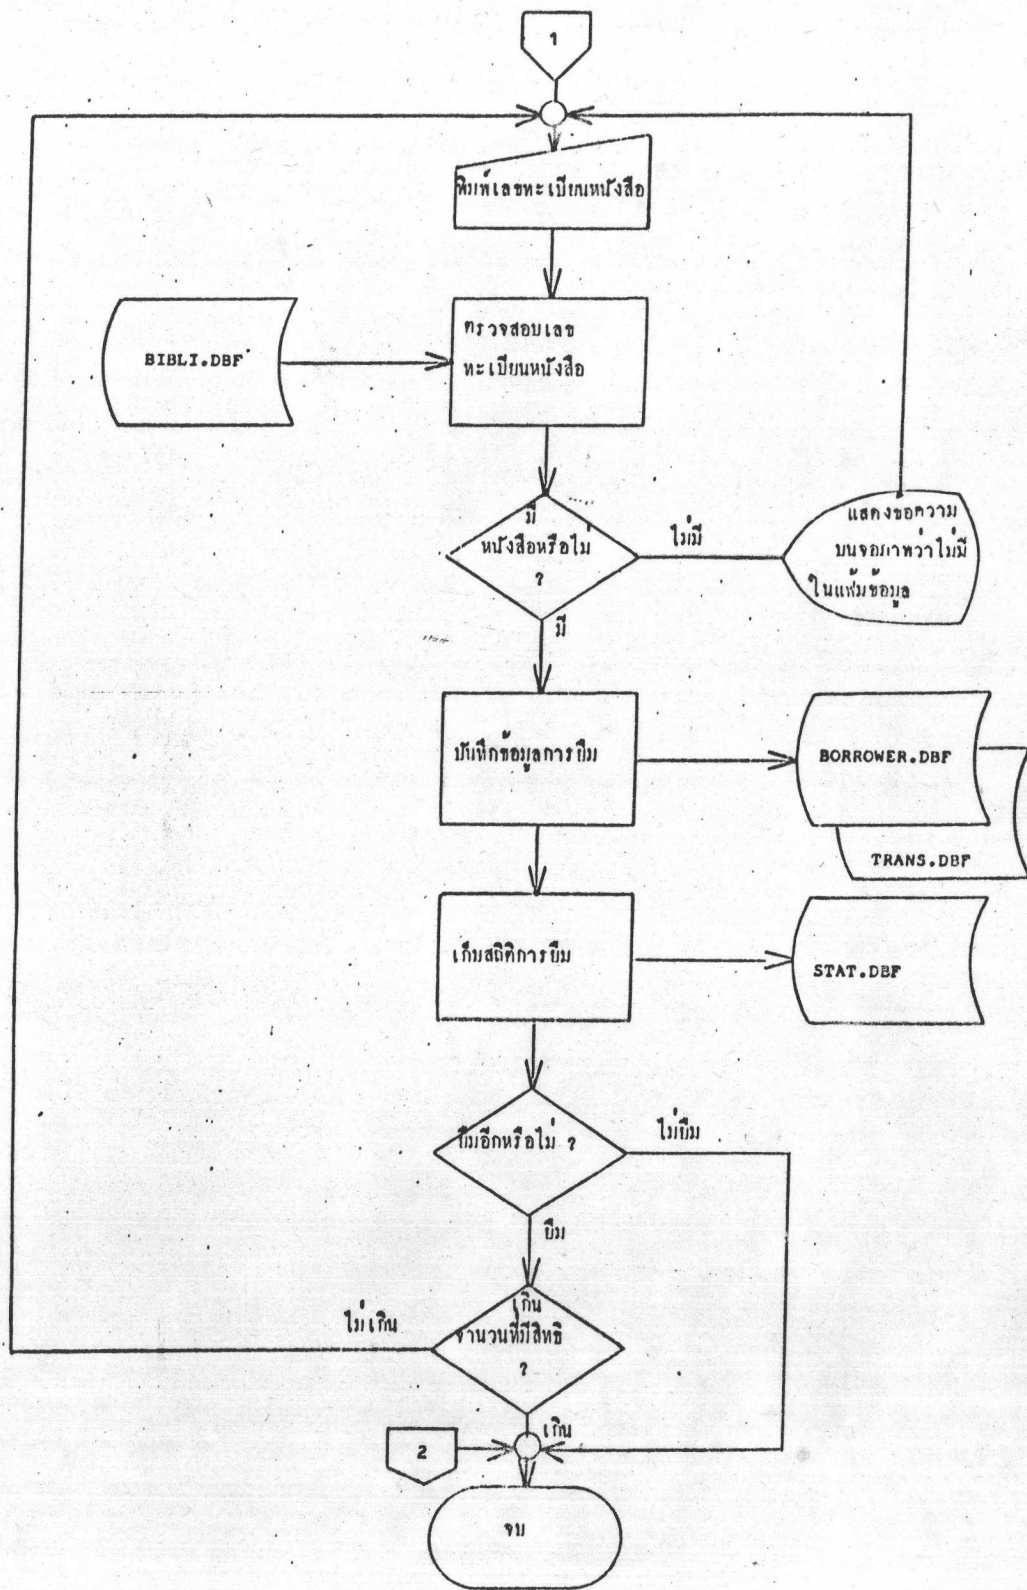 1
พิมพ์เลขทะเบียนหนังสือ
ตรวจสอบเลข
ทะเบียนหนังสือ
BIBLI.DBF
มี
หนังสือหรือไม่
?
ไม่มี
แสดงขอความ
บนจอภาพว่าไม่มี
ในแฟ้มข้อมูล
มี
บันทึกข้อมูลการยืม
BORROWER.DBF
TRANS.DBF
เก็บสถิติการยืม
STAT.DBF
ยืมอีกหรือไม่ ?
ไม่ยืม
ยืม
ไม่เกิน
เกิน
จำนวนที่มีสิทธิ
?
เกิน
2
จบ